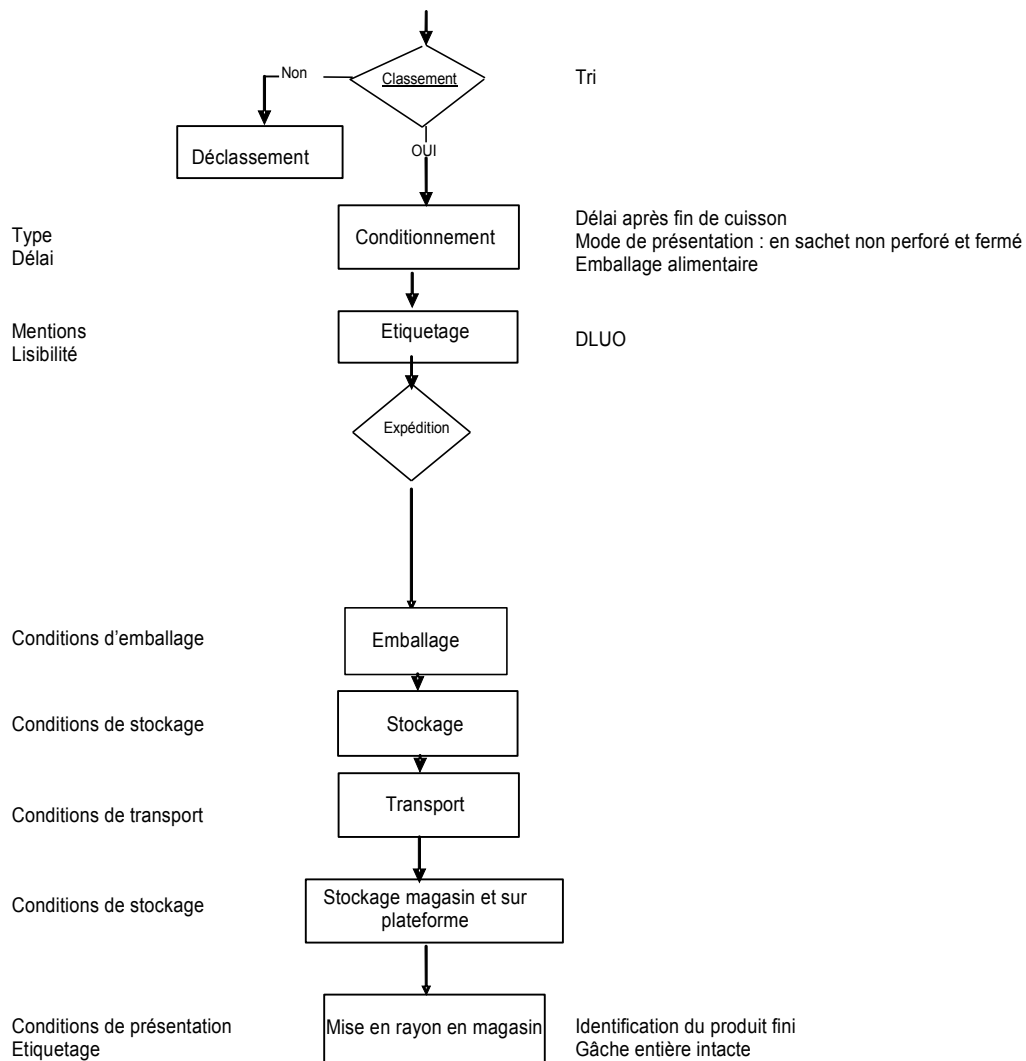 Non
Classement
Tri
Déclassement
OUI
Type
Délai
Conditionnement
Délai après fin de cuisson
Mode de présentation : en sachet non perforé et fermé
Emballage alimentaire
Mentions
Lisibilité
Etiquetage
DLUO
Expédition
Conditions d'emballage
Emballage
Conditions de stockage
Stockage
Conditions de transport
Transport
Conditions de stockage
Stockage magasin et sur
plateforme
Conditions de présentation
Etiquetage
Mise en rayon en magasin
Identification du produit fini
Gâche entière intacte